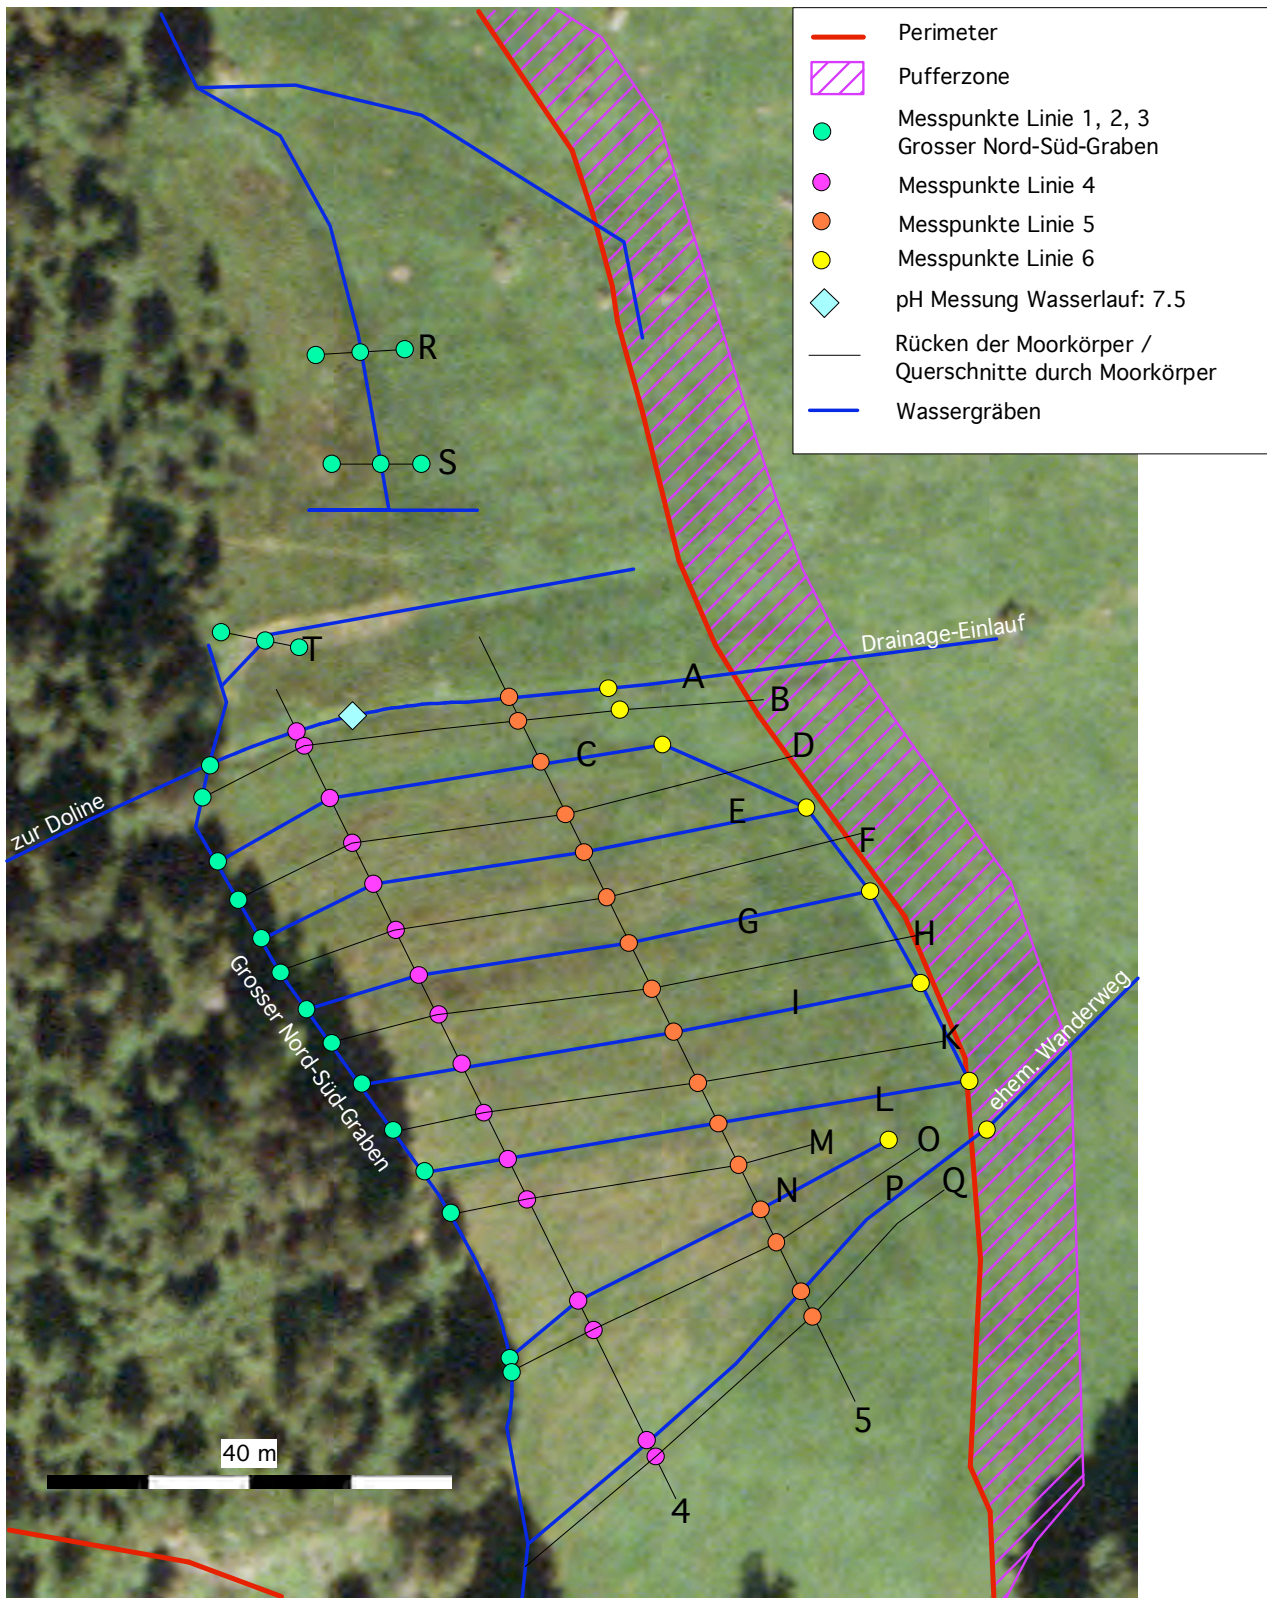 Perimeter
Pufferzone
Messpunkte Linie 1, 2, 3
Grosser Nord-Süd-Graben
Messpunkte Linie 4
Messpunkte Linie 5
Messpunkte Linie 6
pH Messung Wasserlauf: 7.5
Rücken der Moorkörper /
Querschnitte durch Moorkörper
Wassergräben
R
S
T
Drainage-Einlauf
A
B
C
D
zur Doline
E
F
G
H
Grosser Nord-Süd-Graben
I
K
ehem. Wanderweg
L
M
O
N
P
Q
5
40 m
4